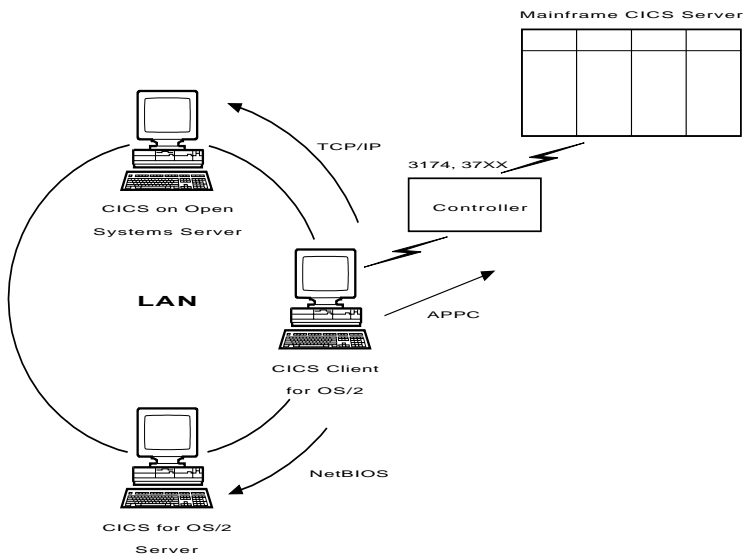 Mainframe CICS Server
TCP/IP
3174, 37XX
Controller
CICS on Open
Systems Server
LAN
APPC
CICS Client
for OS/2
NetBIOS
CICS for OS/2
Server